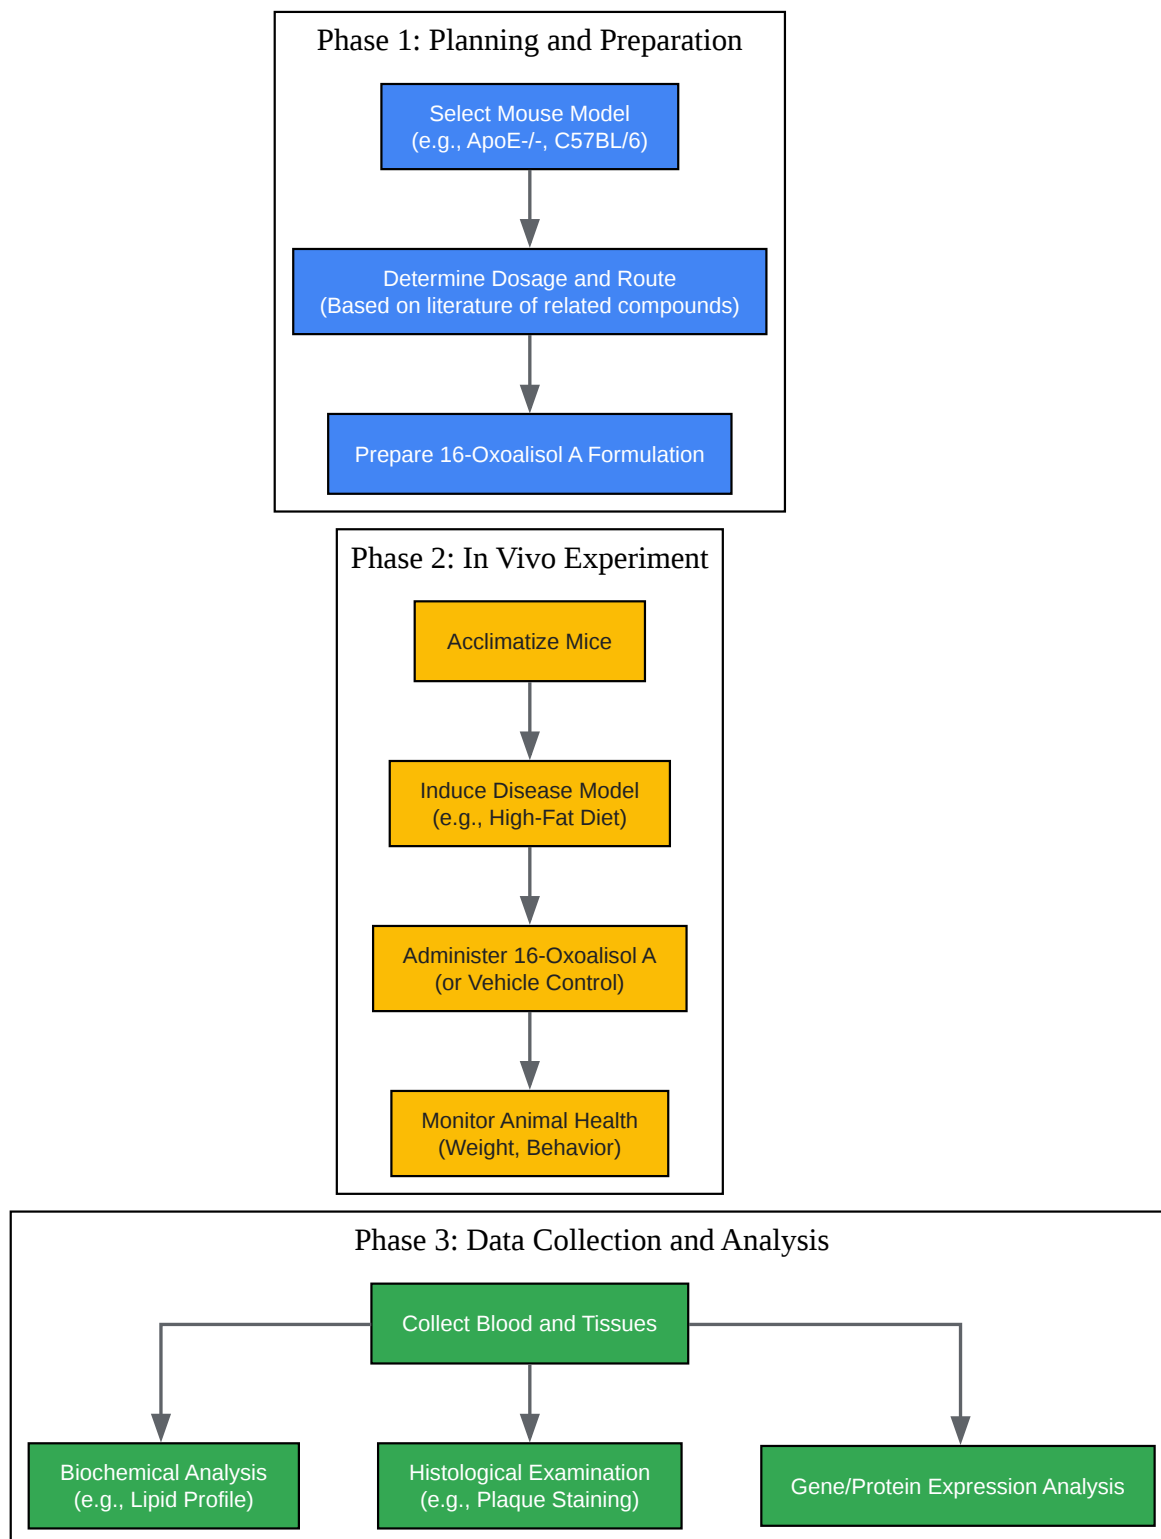 Phase 1: Planning and Preparation
Select Mouse Model
(e.g., ApoE-/-, C57BL/6)
Determine Dosage and Route
(Based on literature of related compounds)
Prepare 16-Oxoalisol A Formulation
Phase 2: In Vivo Experiment
Acclimatize Mice
Induce Disease Model
(e.g., High-Fat Diet)
Administer 16-Oxoalisol A
(or Vehicle Control)
Monitor Animal Health
(Weight, Behavior)
Phase 3: Data Collection and Analysis
Collect Blood and Tissues
Biochemical Analysis
(e.g., Lipid Profile)
Histological Examination
(e.g., Plaque Staining)
Gene/Protein Expression Analysis